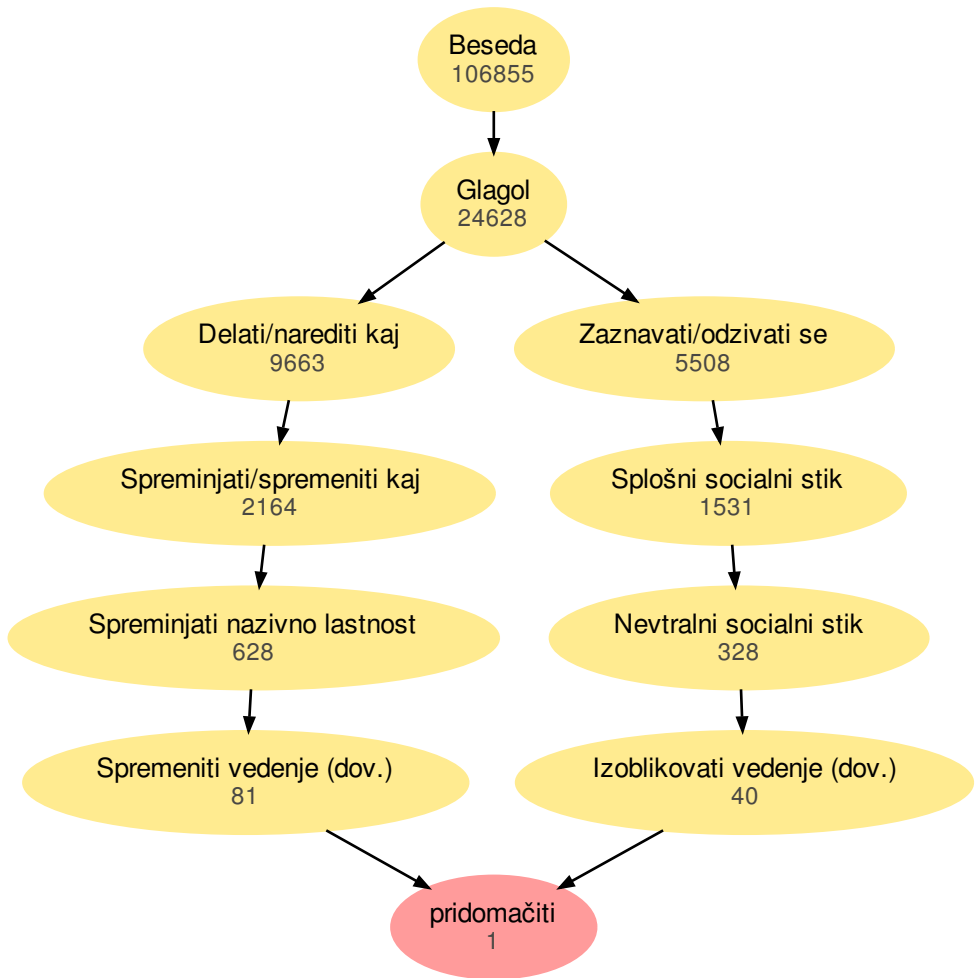 Beseda
106855
Glagol
24628
Delati/narediti kaj
9663
Zaznavati/odzivati se
5508
Spreminjati/spremeniti kaj
2164
Splošni socialni stik
1531
Spreminjati nazivno lastnost
628
Nevtralni socialni stik
328
Spremeniti vedenje (dov.)
81
Izoblikovati vedenje (dov.)
40
pridomačiti
1